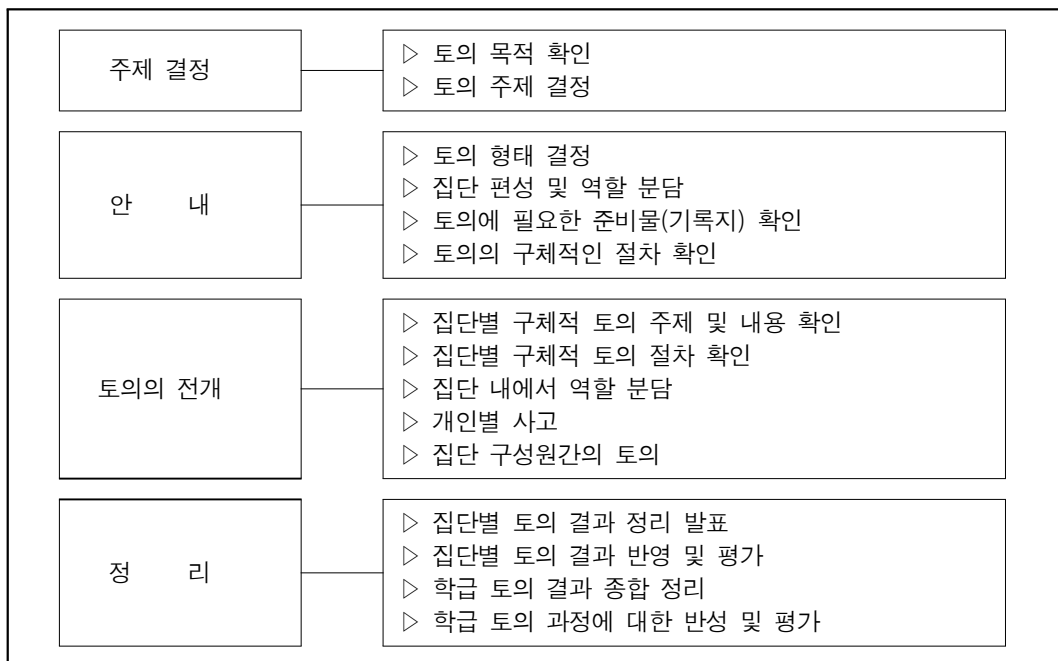 주제 결정
▷ 토의 목적 확인
▷ 토의 주제 결정
안 내
▷ 토의 형태 결정
▷ 집단 편성 및 역할 분담
▷ 토의에 필요한 준비물(기록지) 확인
▷ 토의의 구체적인 절차 확인
토의의 전개
▷ 집단별 구체적 토의 주제 및 내용 확인
▷ 집단별 구체적 토의 절차 확인
▷ 집단 내에서 역할 분담
▷ 개인별 사고
▷ 집단 구성원간의 토의
정 리
▷ 집단별 토의 결과 정리 발표
▷ 집단별 토의 결과 반영 및 평가
▷ 학급 토의 결과 종합 정리
▷ 학급 토의 과정에 대한 반성 및 평가